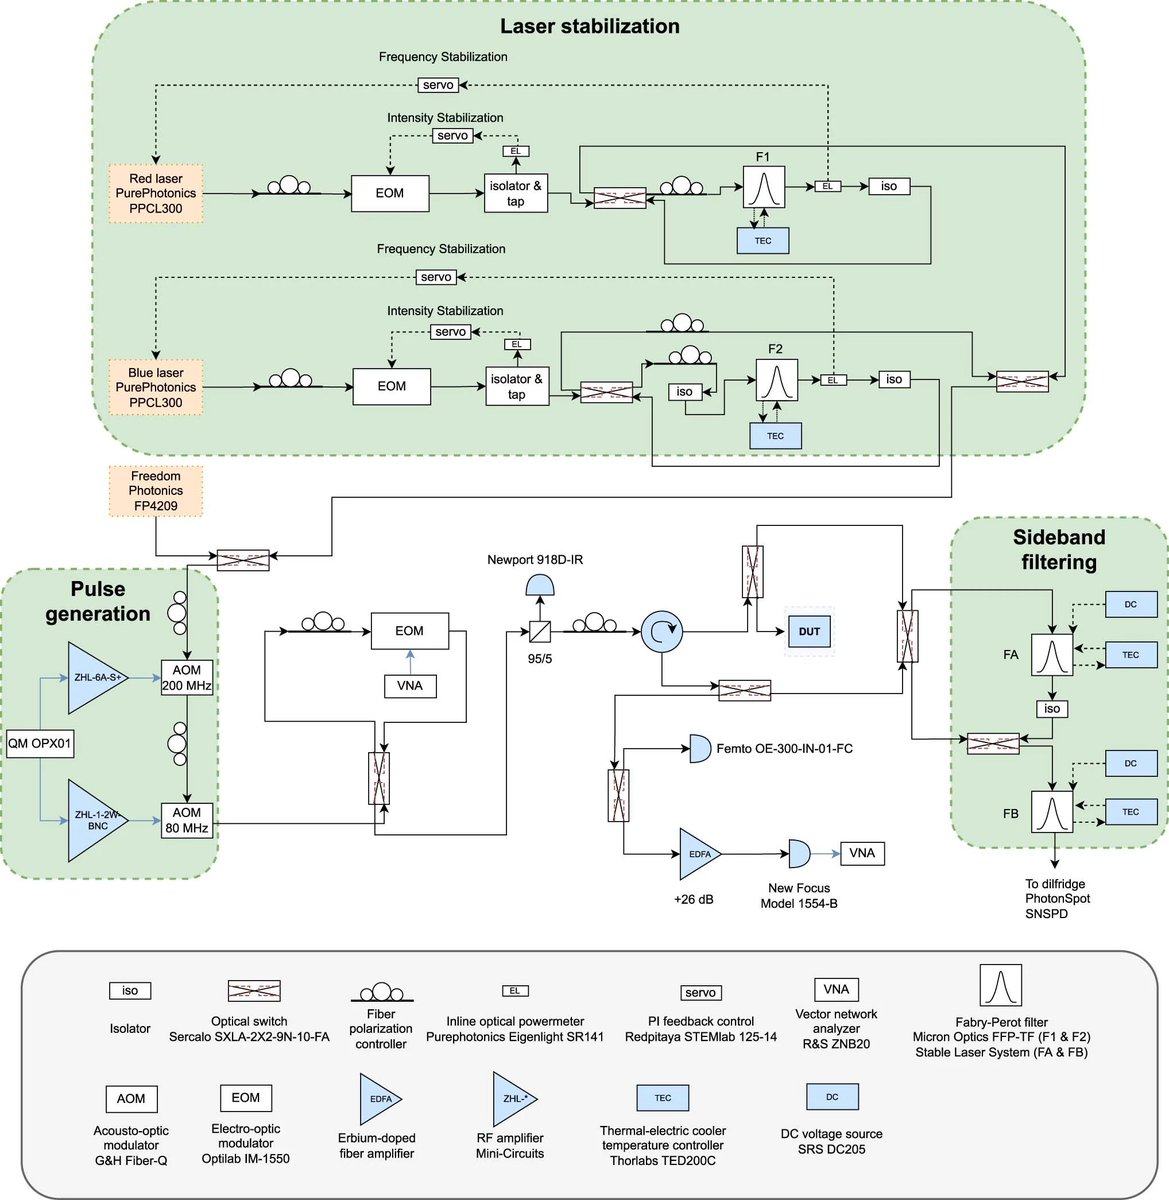 Laser stabilization
Frequency Stabilization
servo
Intensity Stabilization
servo
EL
Red laser
PurePhotonics
PPCL300
EOM
isolator &
tap
F1
EL
iso
TEC
Frequency Stabilization
servo
Intensity Stabilization
servo
EL
Blue laser
PurePhotonics
PPCL300
EOM
isolator &
tap
iso
F2
EL
iso
TEC
Freedom
Photonics
FP4209
Pulse
generation
ZHL-6A-S+
AOM
200 MHz
QM OPX01
ZHL-1-2W-
BNC
AOM
80 MHz
EOM
VNA
Newport 918D-IR
95/5
DUT
Femto OE-300-IN-01-FC
EDFA
+26 dB
New Focus
Model 1554-B
VNA
Sideband
filtering
DC
FA
TEC
iso
DC
FB
TEC
To dilfridge
PhotonSpot
SNSPD
iso
Isolator
Optical switch
Sercalo SXLA-2X2-9N-10-FA
Fiber
polarization
controller
EL
Inline optical powermeter
Purephotonics Eigenlight SR141
servo
PI feedback control
Redpitaya STEMlab 125-14
VNA
Vector network
analyzer
R&S ZNB20
Fabry-Perot filter
Micron Optics FFP-TF (F1 & F2)
Stable Laser System (FA & FB)
AOM
Acousto-optic
modulator
G&H Fiber-Q
EOM
Electro-optic
modulator
Optilab IM-1550
EDFA
Erbium-doped
fiber amplifier
ZHL-*
RF amplifier
Mini-Circuits
TEC
Thermal-electric cooler
temperature controller
Thorlabs TED200C
DC
DC voltage source
SRS DC205